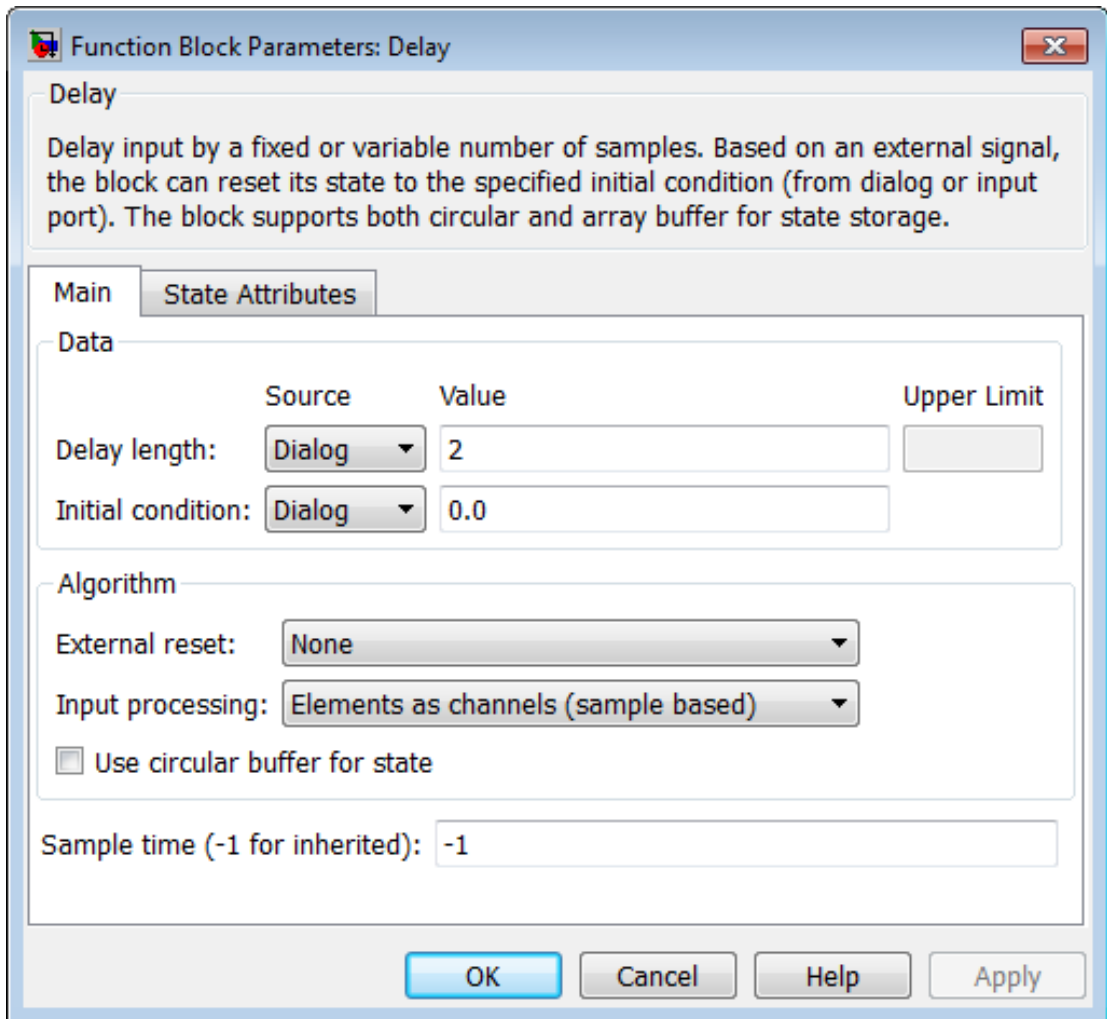 Function Block Parameters: Delay
Delay
Delay input by a fixed or variable number of samples. Based on an external signal,
the block can reset its state to the specified initial condition (from dialog or input
port). The block supports both circular and array buffer for state storage.
Main State Attributes
Data
Source Value Upper Limit
Delay length: Dialog 2
Initial condition: Dialog 0.0
Algorithm
External reset: None
Input processing: Elements as channels (sample based)
Use circular buffer for state
Sample time (-1 for inherited): -1
OK Cancel Help Apply